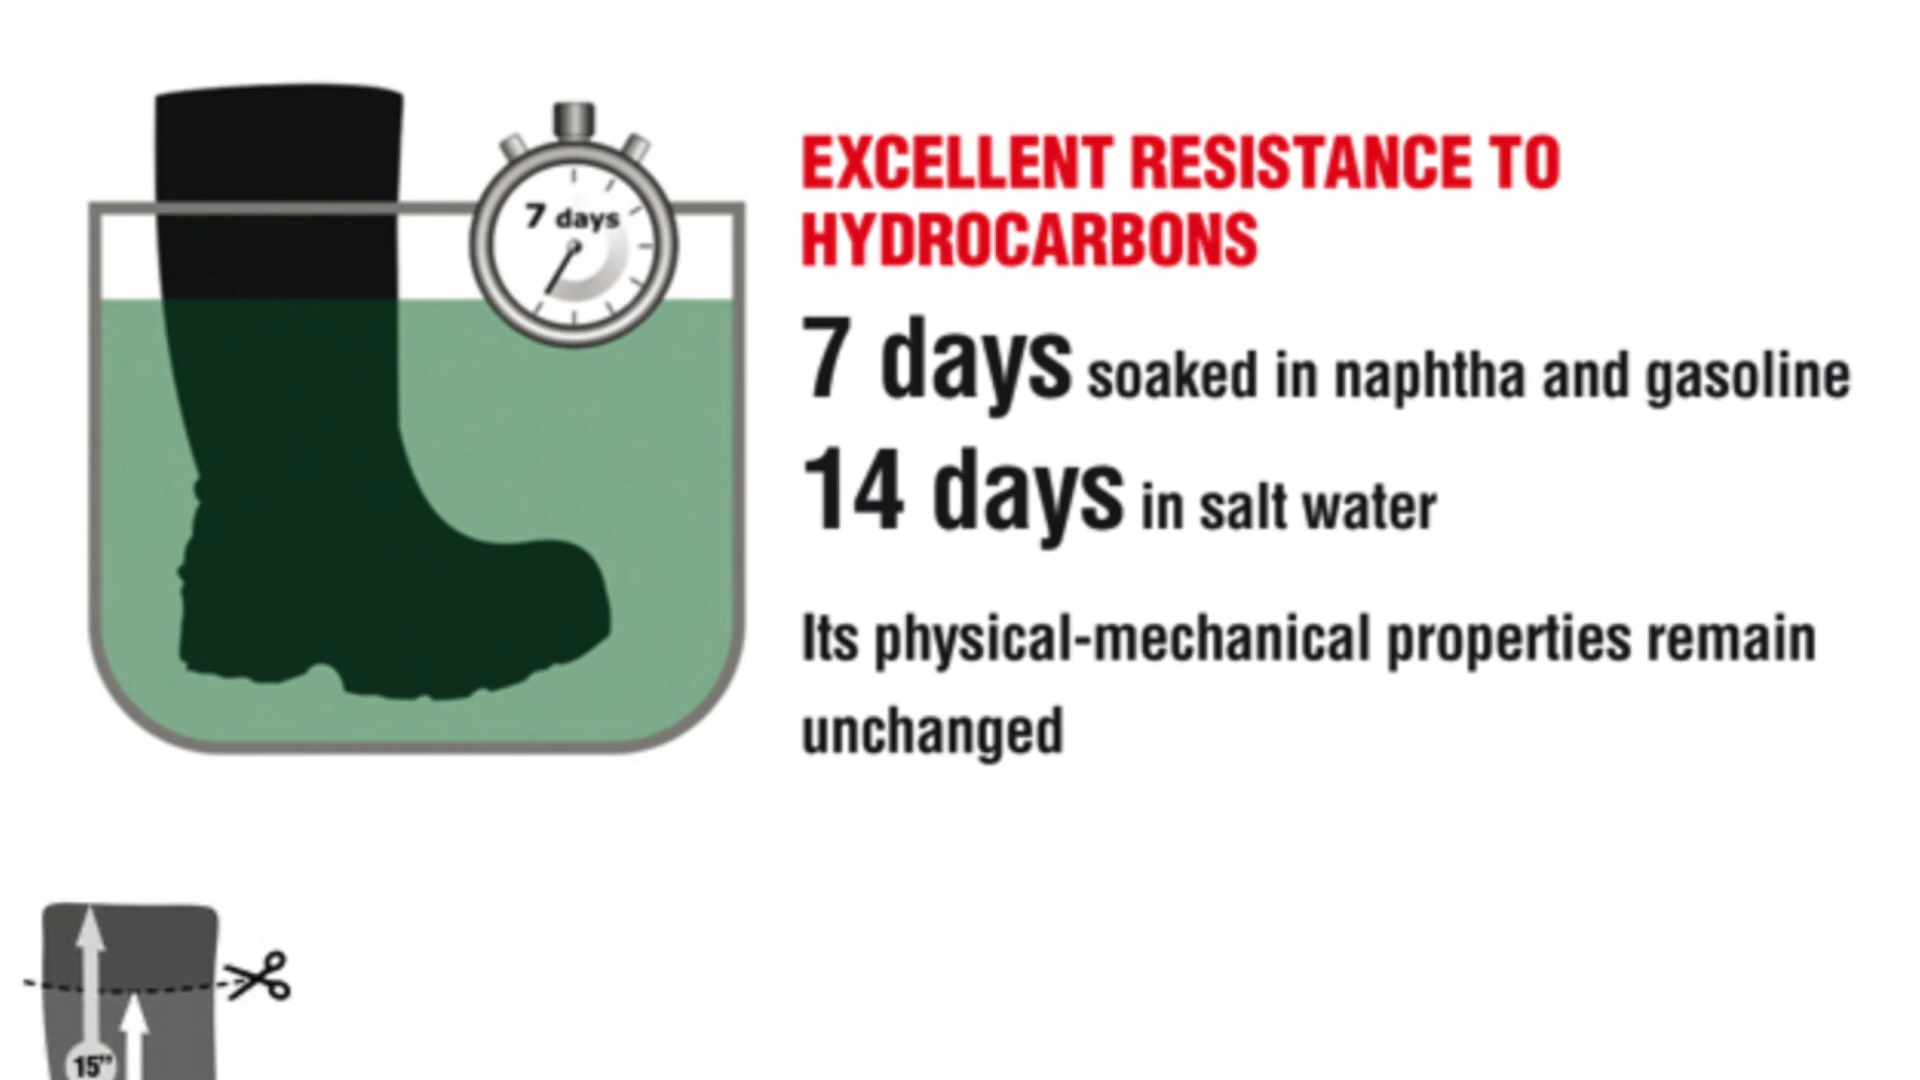 7 days
EXCELLENT RESISTANCE TO
HYDROCARBONS
7 days soaked in naphtha and gasoline
14 days in salt water
Its physical-mechanical properties remain
unchanged
15”